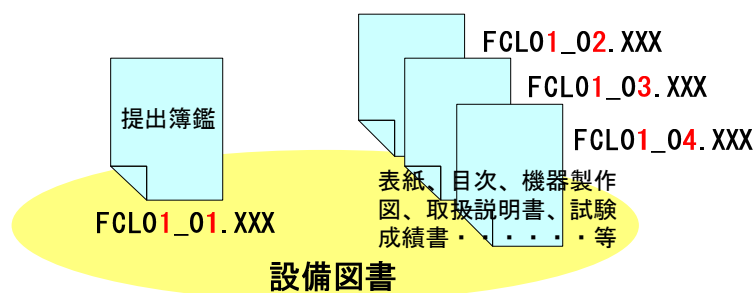 FCL01_02.XXX
FCL01_03.XXX
FCL01_04.XXX
提出簿鑑
表紙、目次、機器製作
図、取扱説明書、試験
成績書・・・・・・等
FCL01_01.XXX
設備図書